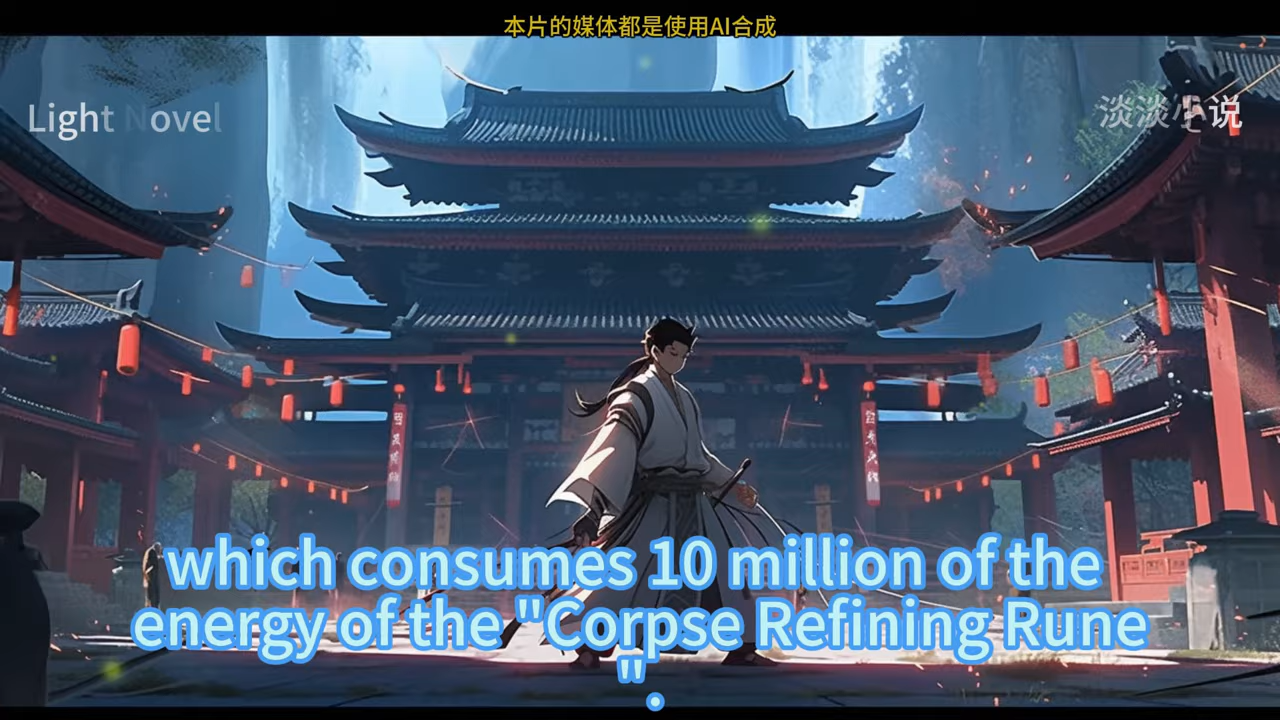 本片的媒体都是使用AI合成
Light Novel
淡淡小说
which consumes 10 million of the
energy of the "Corpse Refining Rune
".